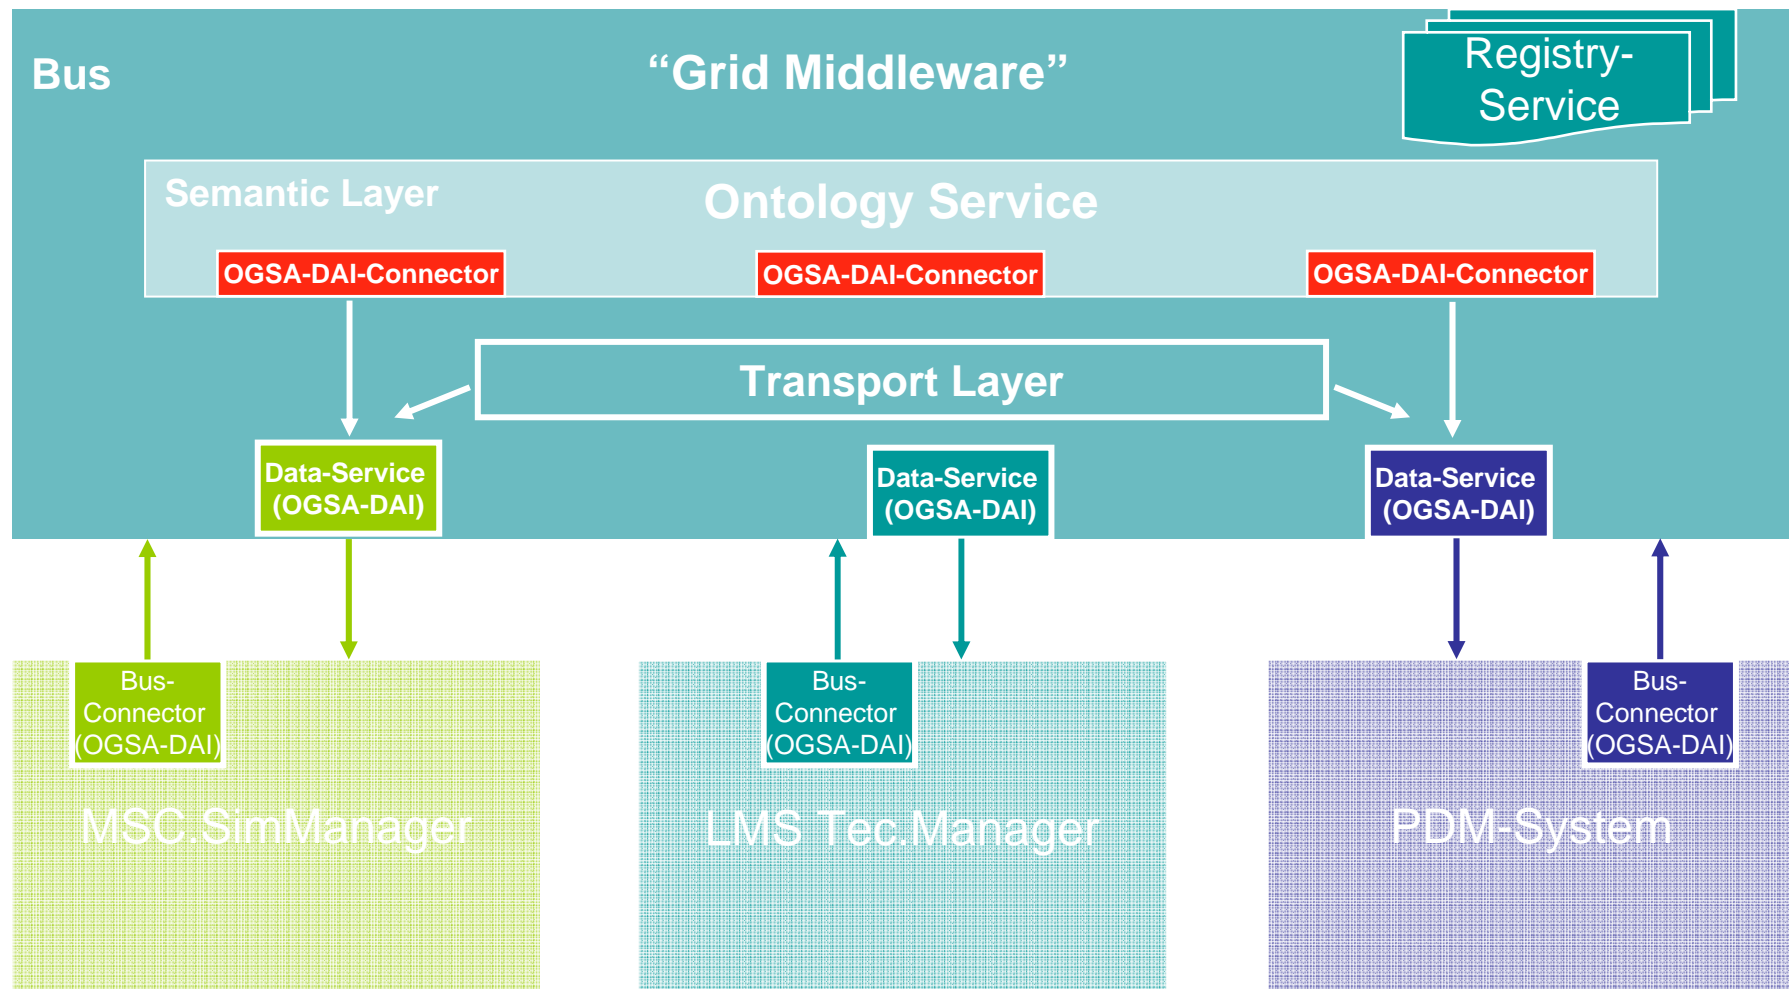 Bus
“Grid Middleware”
Registry-
Service
Semantic Layer
Ontology Service
OGSA-DAI-Connector
OGSA-DAI-Connector
OGSA-DAI-Connector
Transport Layer
Data-Service
(OGSA-DAI)
Data-Service
(OGSA-DAI)
Data-Service
(OGSA-DAI)
Bus-
Connector
(OGSA-DAI)
Bus-
Connector
(OGSA-DAI)
Bus-
Connector
(OGSA-DAI)
MSC.SimManager
LMS Tec.Manager
PDM-System